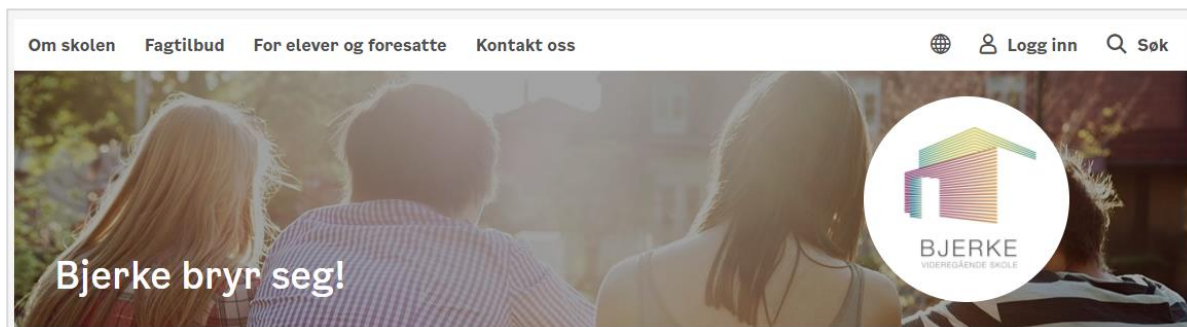 Om skolen Fagtilbud For elever og foresatte Kontakt oss Logg inn Søk
Bjerke bryr seg!
BJERKE
VIDEREGÅENDE SKOLE